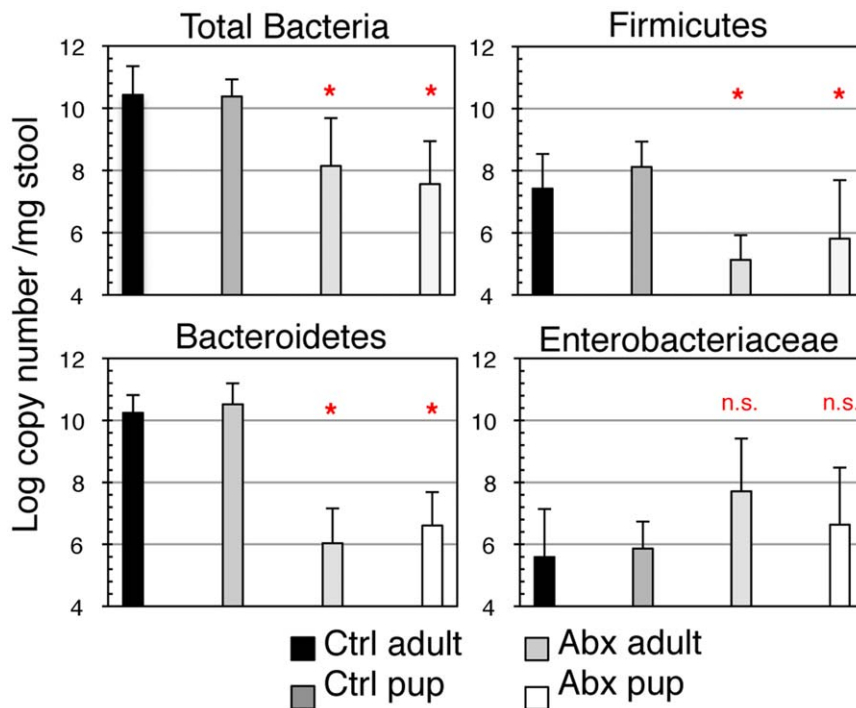 Total Bacteria
Firmicutes
Log copy number /mg stool
12
10
8
6
4
*
*
12
10
8
6
4
*
*
Bacteroidetes
Enterobacteriaceae
12
10
8
6
4
*
*
12
10
8
6
4
n.s.
n.s.
Ctrl adult
Abx adult
Ctrl pup
Abx pup